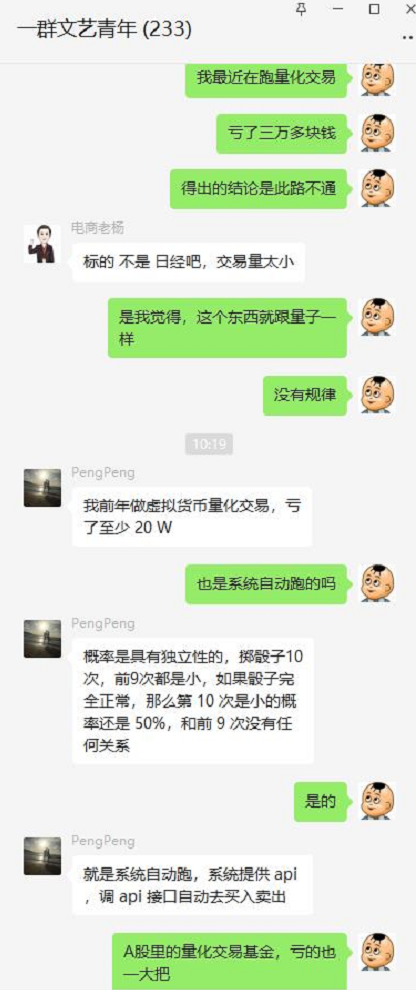 一群文艺青年 (233)
我最近在跑量化交易
亏了三万多块钱
得出的结论是此路不通
电商老杨
标的 不是 日经吧，交易量太小
是我觉得，这个东西就跟量子一
样
没有规律
10:19
PengPeng
我前年做虚拟货币量化交易，亏
了至少 20 W
也是系统自动跑的吗
PengPeng
概率是具有独立性的，掷骰子10
次，前9次都是小，如果骰子完
全正常，那么第 10 次是小的概
率还是 50%，和前 9 次没有任
何关系
是的
PengPeng
就是系统自动跑，系统提供 api
，调 api 接口自动去买入卖出
A股里的量化交易基金，亏的也
一大把